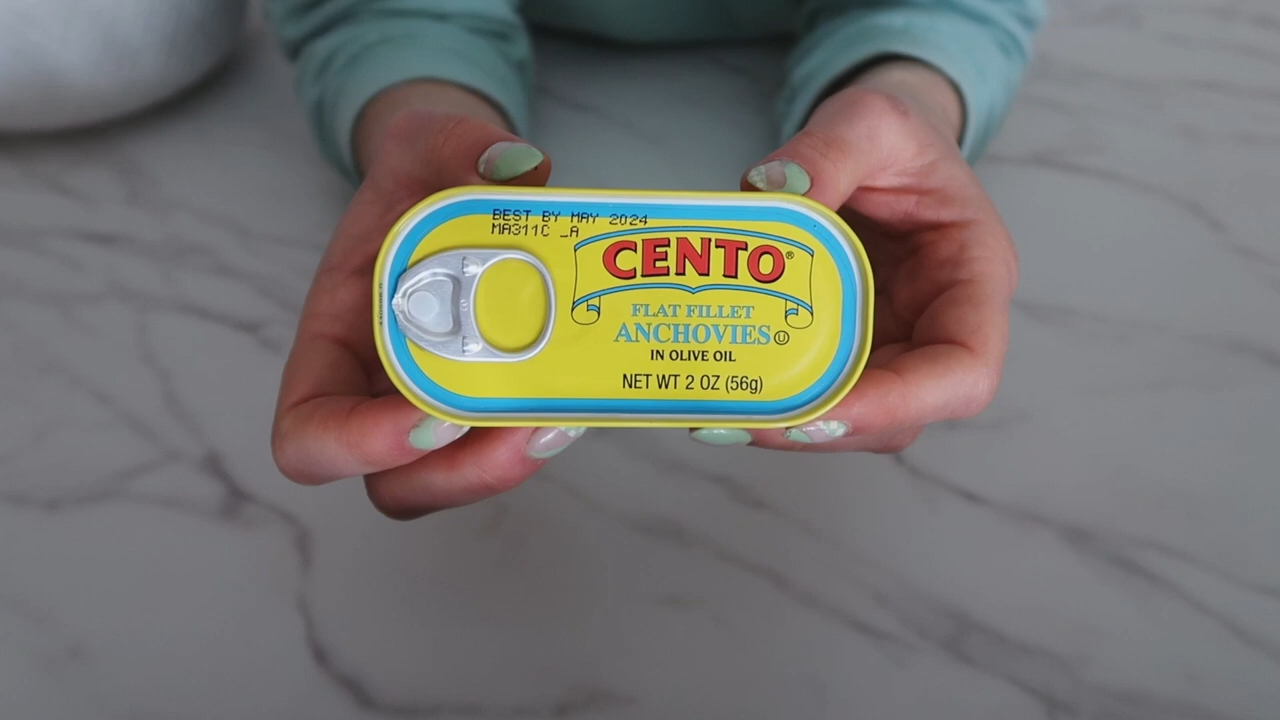 BEST BY MAY 2024
MA311C _A
CENTO®
FLAT FILLET
ANCHOVIES Ⓤ
IN OLIVE OIL
NET WT 2 OZ (56g)